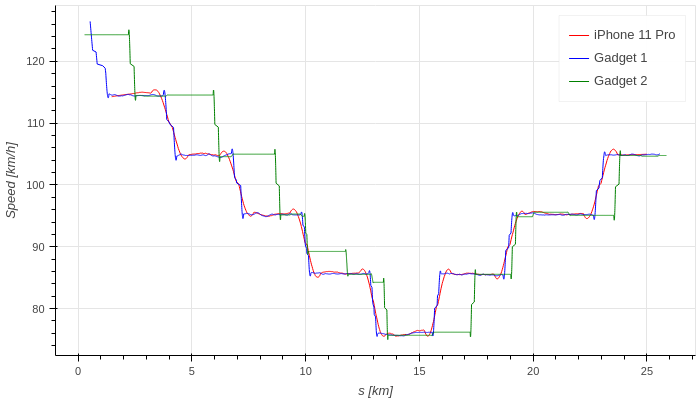 iPhone 11 Pro
Gadget 1
Gadget 2
Speed [km/h]
120
110
100
90
80
0 5 10 15 20 25
s [km]